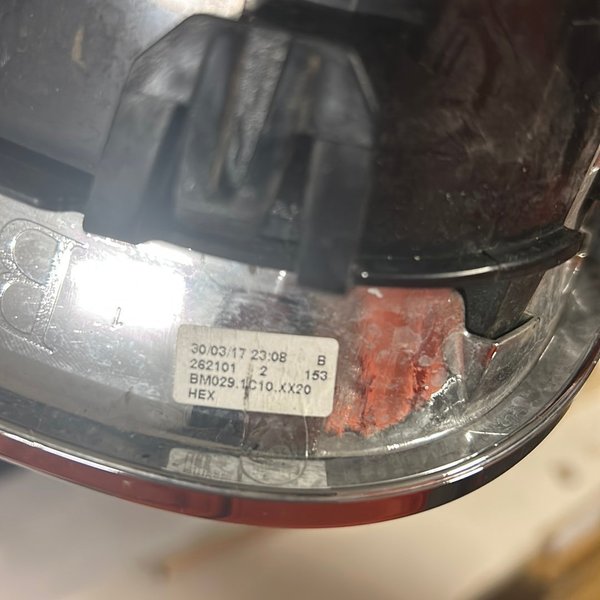 30/03/17 23:08 B
262101 2 153
BM029.1C10.XX20
HEX